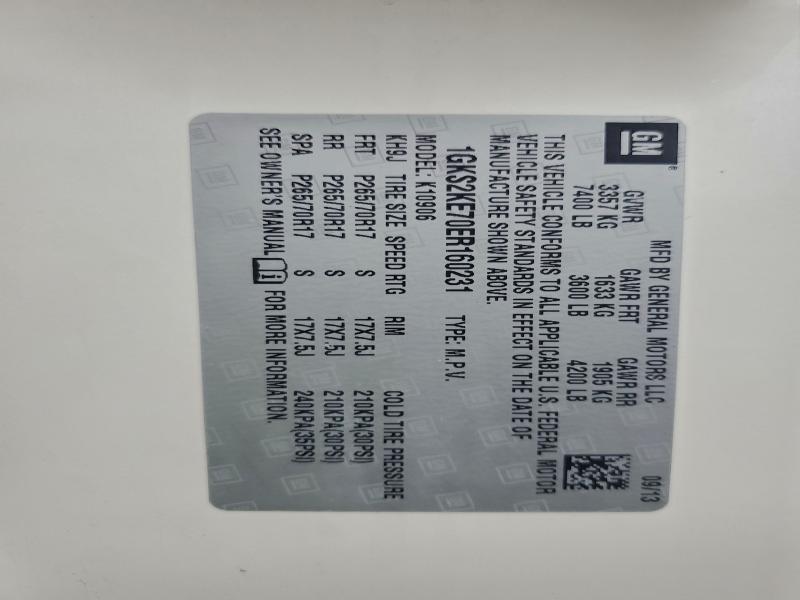 GM®
MFD BY GENERAL MOTORS LLC 09/13
GVWR GAWR FRT GAWR RR
3357 KG 1633 KG 1905 KG
7400 LB 3600 LB 4200 LB
THIS VEHICLE CONFORMS TO ALL APPLICABLE U.S. FEDERAL MOTOR
VEHICLE SAFETY STANDARDS IN EFFECT ON THE DATE OF
MANUFACTURE SHOWN ABOVE.
1GKS2KE70ER160231 TYPE: M.P.V.
MODEL: K10906
KH9J TIRE SIZE SPEED RTG RIM COLD TIRE PRESSURE
FRT P265/70R17 S 17X7.5J 210KPA(30PSI)
RR P265/70R17 S 17X7.5J 210KPA(30PSI)
SPA P265/70R17 S 17X7.5J 240KPA(35PSI)
SEE OWNER'S MANUAL i FOR MORE INFORMATION.